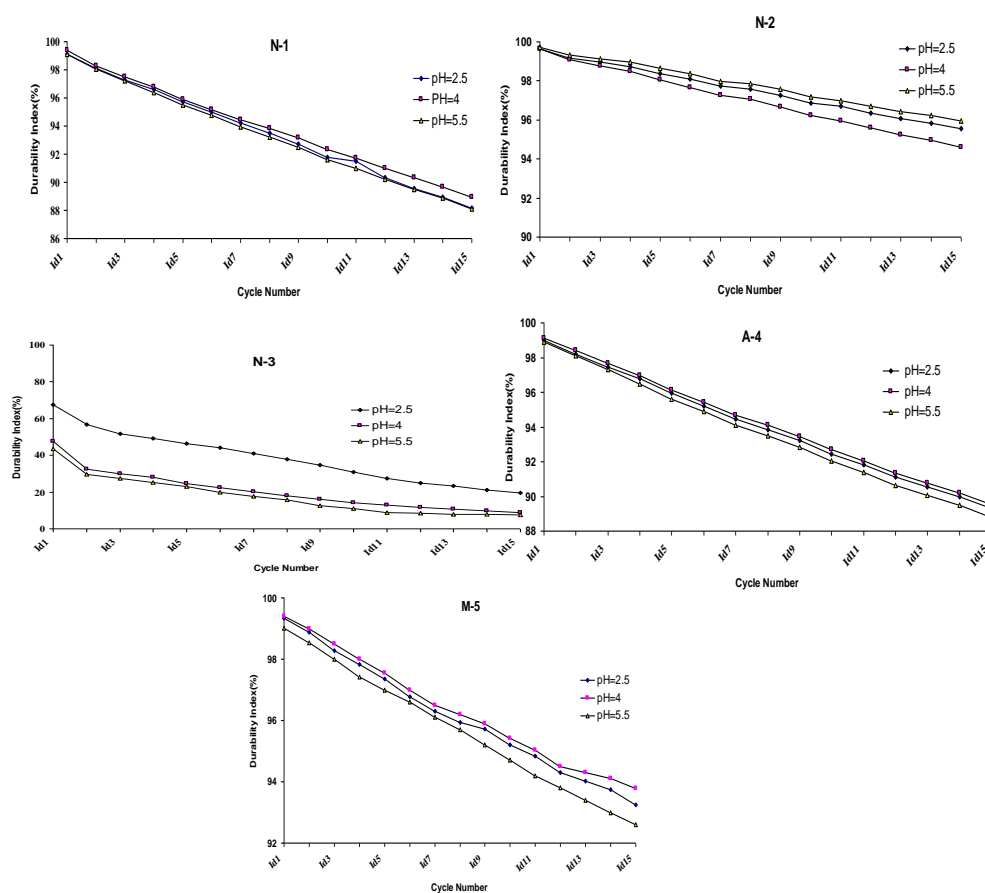 N-1
100
98
96
94
92
90
88
86
Durability Index(%)
pH=2.5
PH=4
pH=5.5
Id1
Id3
Id5
Id7
Id9
Id11
Id13
Id15
Cycle Number
N-2
100
98
96
94
92
90
Durability Index(%)
pH=2.5
pH=4
pH=5.5
Id1
Id3
Id5
Id7
Id9
Id11
Id13
Id15
Cycle Number
N-3
100
80
60
40
20
0
Durability Index(%)
pH=2.5
pH=4
pH=5.5
Id1
Id3
Id5
Id7
Id9
Id11
Id13
Id15
Cycle Number
A-4
100
98
96
94
92
90
88
Durability Index(%)
pH=2.5
pH=4
pH=5.5
Id1
Id3
Id5
Id7
Id9
Id11
Id13
Id15
Cycle Number
M-5
100
98
96
94
92
Durability Index(%)
pH=2.5
pH=4
pH=5.5
Id1
Id3
Id5
Id7
Id9
Id11
Id13
Id15
Cycle Number